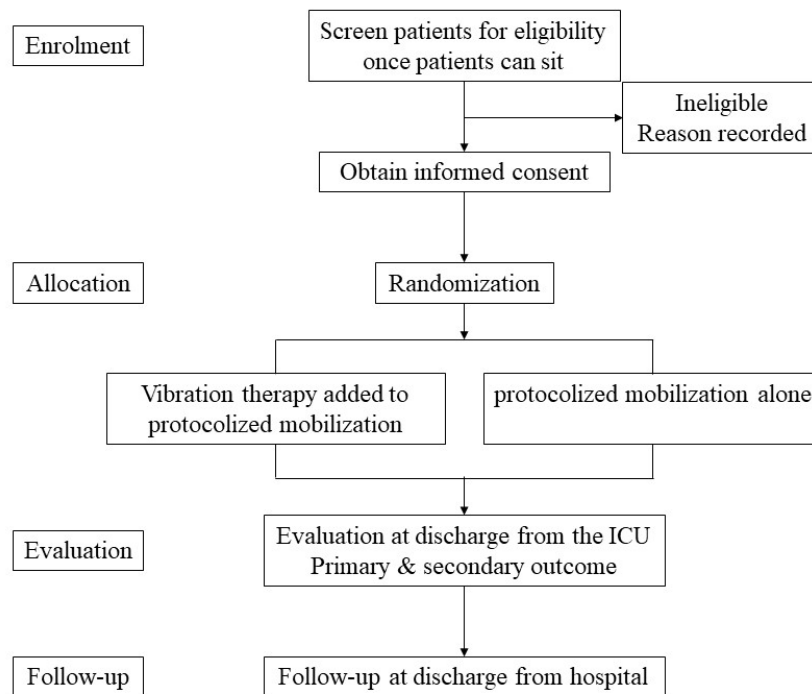 Enrolment
Screen patients for eligibility
once patients can sit
Ineligible
Reason recorded
Obtain informed consent
Allocation
Randomization
Vibration therapy added to
protocolized mobilization
protocolized mobilization alone
Evaluation
Evaluation at discharge from the ICU
Primary & secondary outcome
Follow-up
Follow-up at discharge from hospital